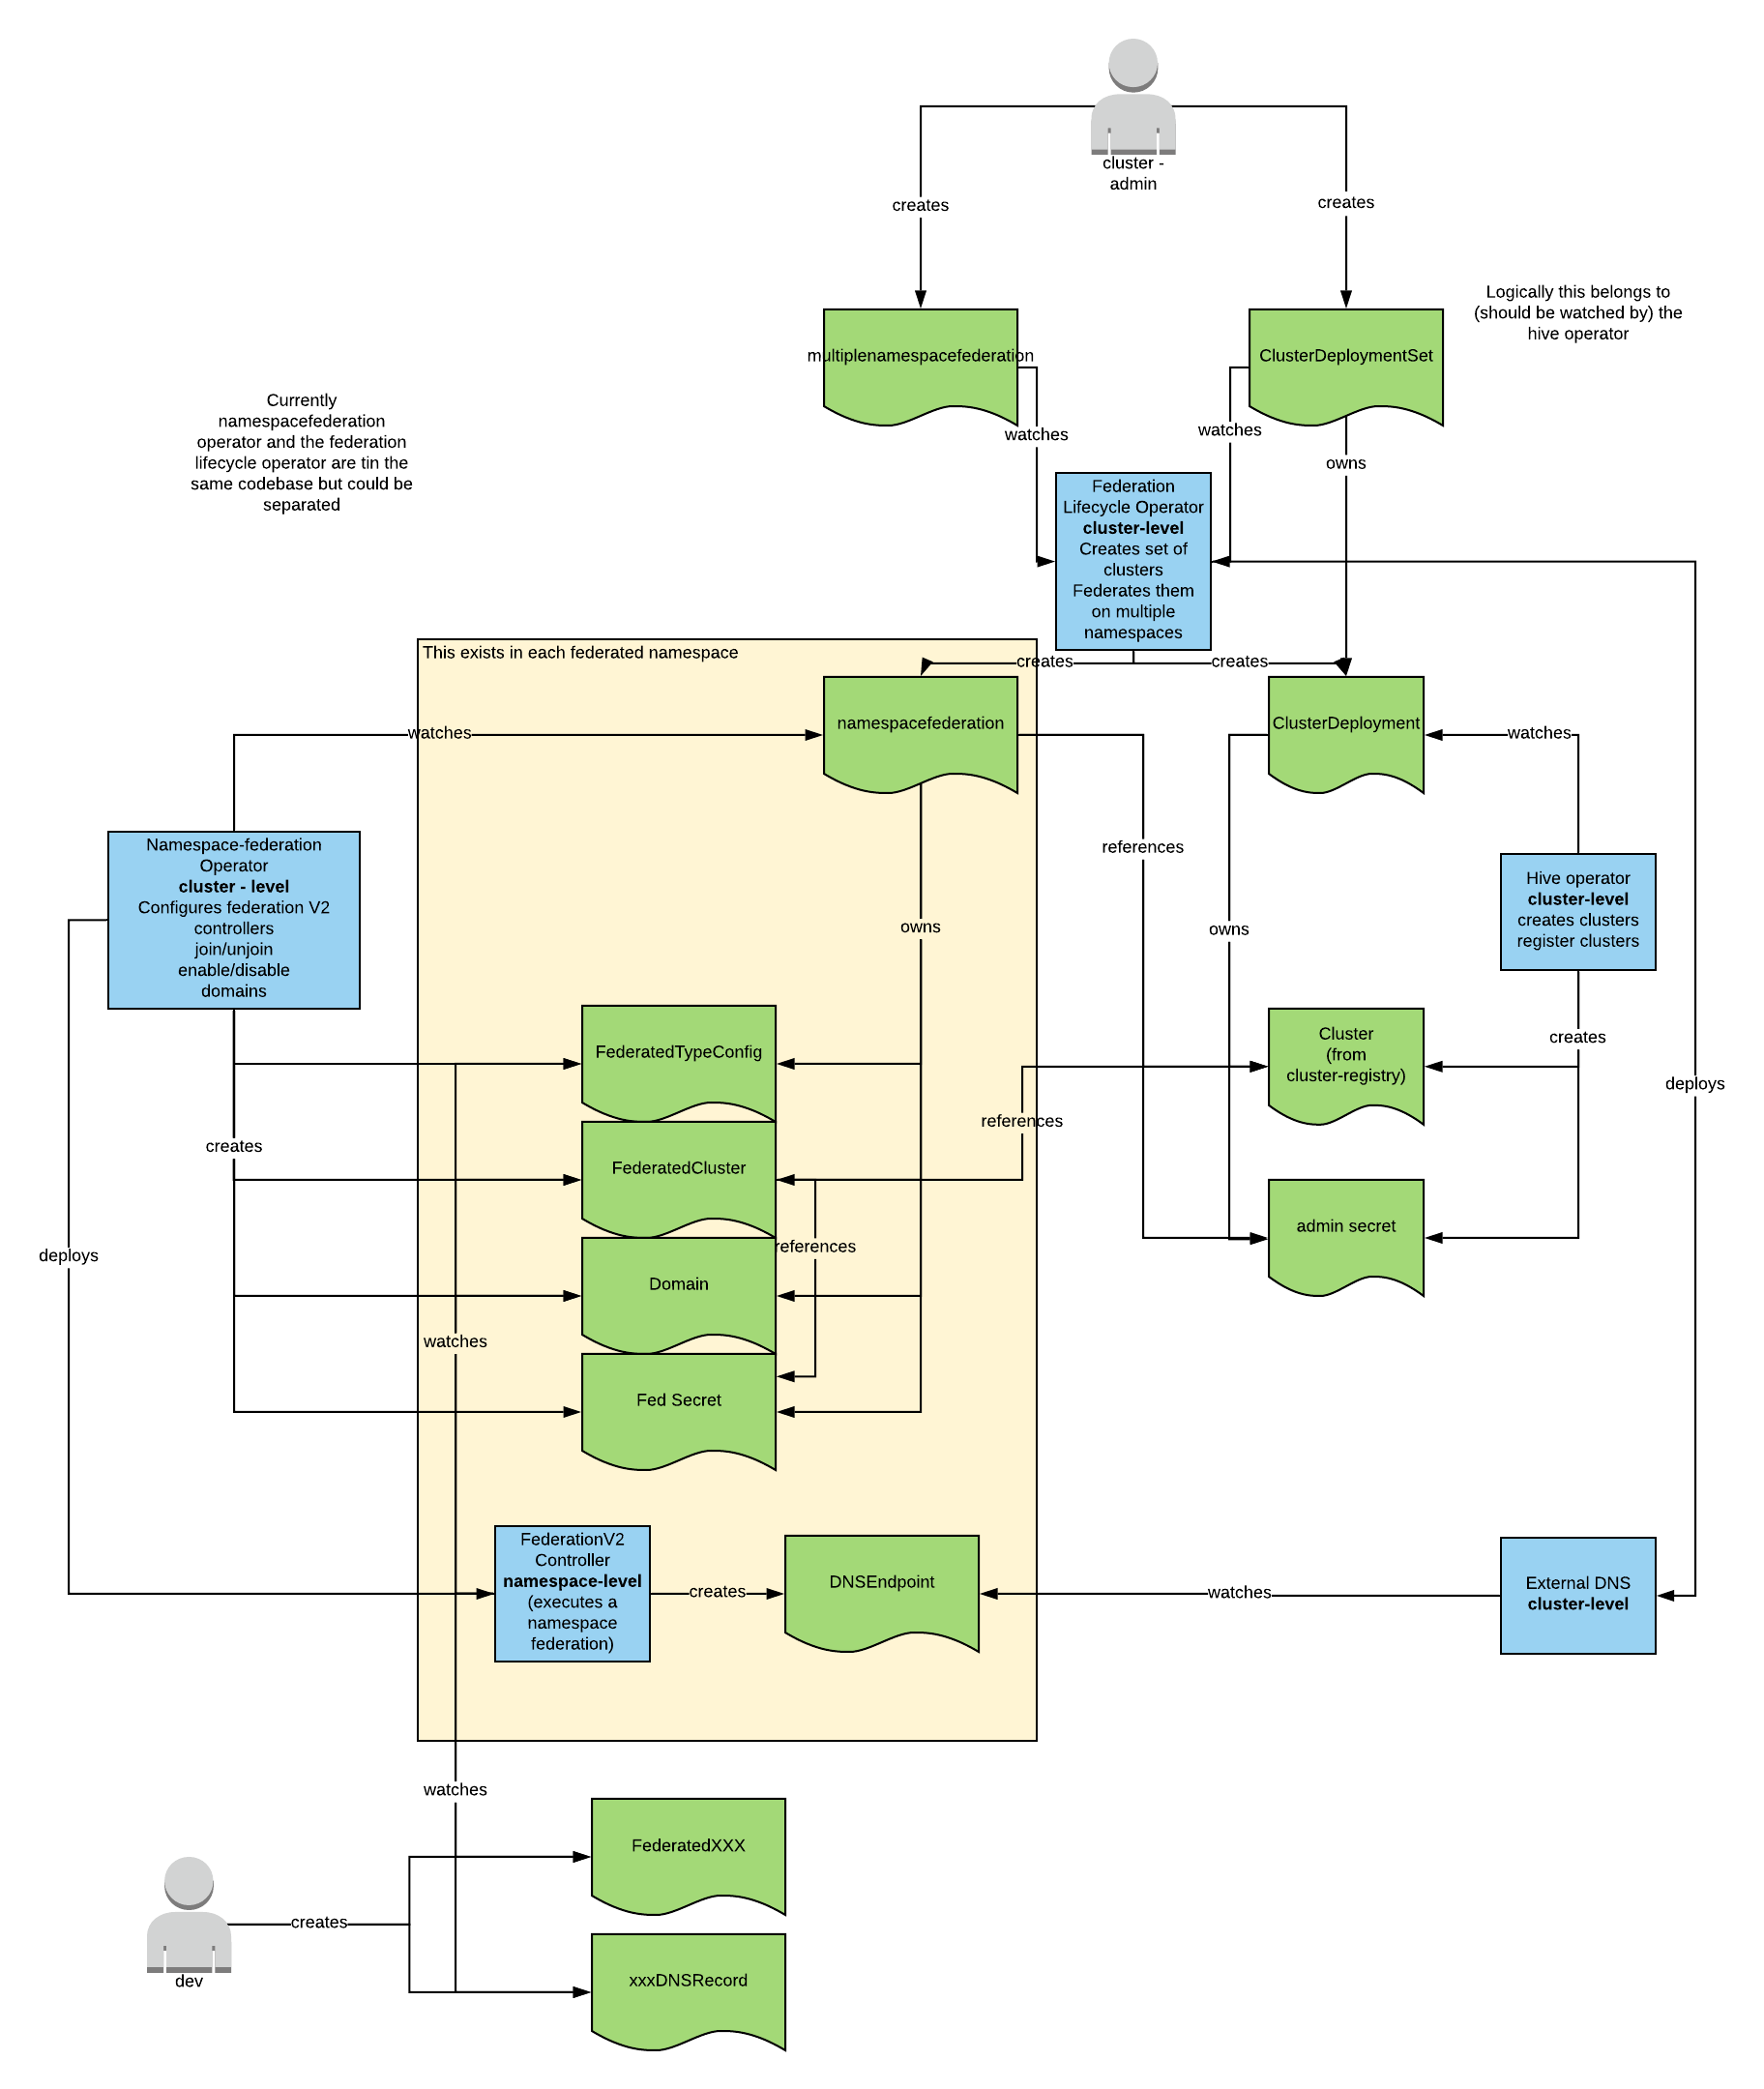 cluster -
admin
creates
creates
Logically this belongs to
(should be watched by) the
hive operator
multiplenamespacefederation
ClusterDeploymentSet
Currently
namespacefederation
operator and the federation
lifecycle operator are tin the
same codebase but could be
separated
watches
watches
owns
Federation
Lifecycle Operator
cluster-level
Creates set of
clusters
Federates them
on multiple
namespaces
This exists in each federated namespace
creates
creates
namespacefederation
ClusterDeployment
watches
watches
Namespace-federation
Operator
cluster - level
Configures federation V2
controllers
join/unjoin
enable/disable
domains
references
Hive operator
cluster-level
creates clusters
register clusters
owns
owns
FederatedTypeConfig
Cluster
(from
cluster-registry)
creates
deploys
references
creates
FederatedCluster
admin secret
references
deploys
Domain
watches
Fed Secret
FederationV2
Controller
namespace-level
(executes a
namespace
federation)
creates
DNSEndpoint
watches
External DNS
cluster-level
watches
FederatedXXX
creates
dev
xxxDNSRecord